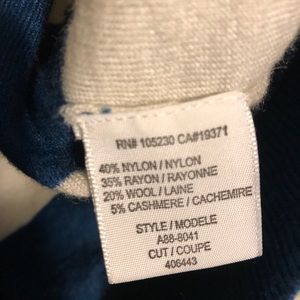 RN# 105230 CA#19371
40% NYLON / NYLON
35% RAYON / RAYONNE
20% WOOL / LAINE
5% CASHMERE / CACHEMIRE
STYLE / MODELE
A88-8041
CUT / COUPE
406443